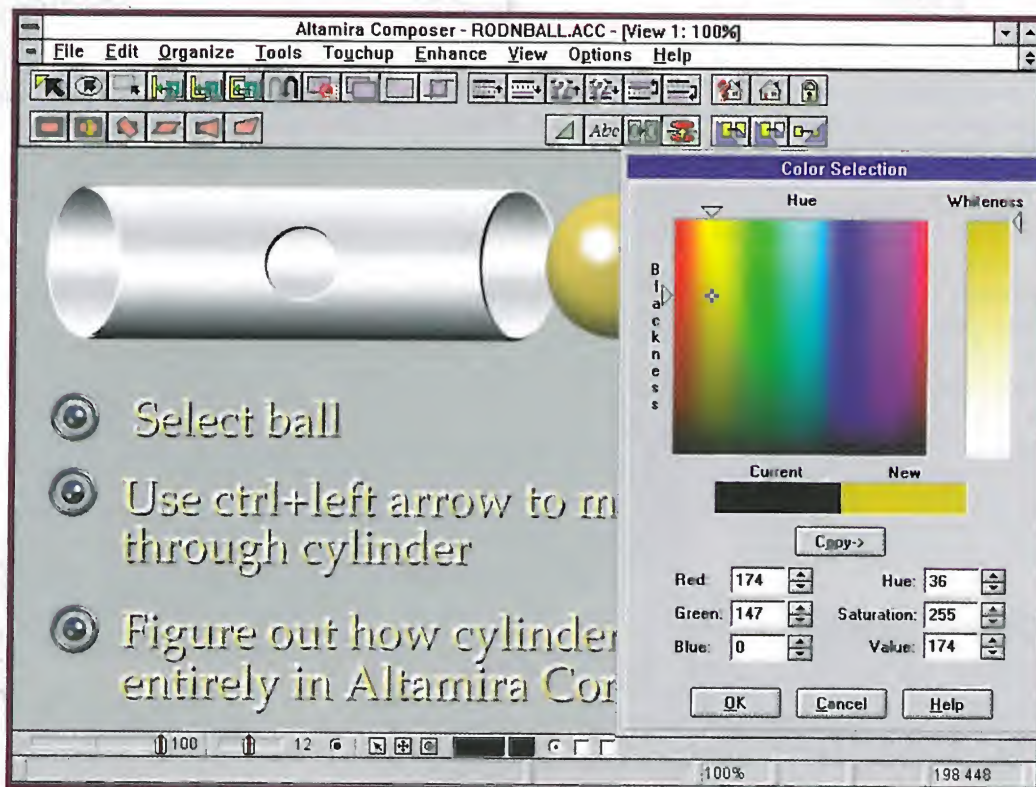 Altamira Composer - RODNBALL.ACC - [View 1: 100%]
File Edit Organize Tools Touchup Enhance View Options Help
Abc
Color Selection
Hue
Whiteness
Blackness
Select ball
Use ctrl+left arrow to m
through cylinder
Figure out how cylinder
entirely in Altamira Co
Current New
Copy->
Red: 174 Hue: 36
Green: 147 Saturation: 255
Blue: 0 Value: 174
OK Cancel Help
100 12
100% 198 448